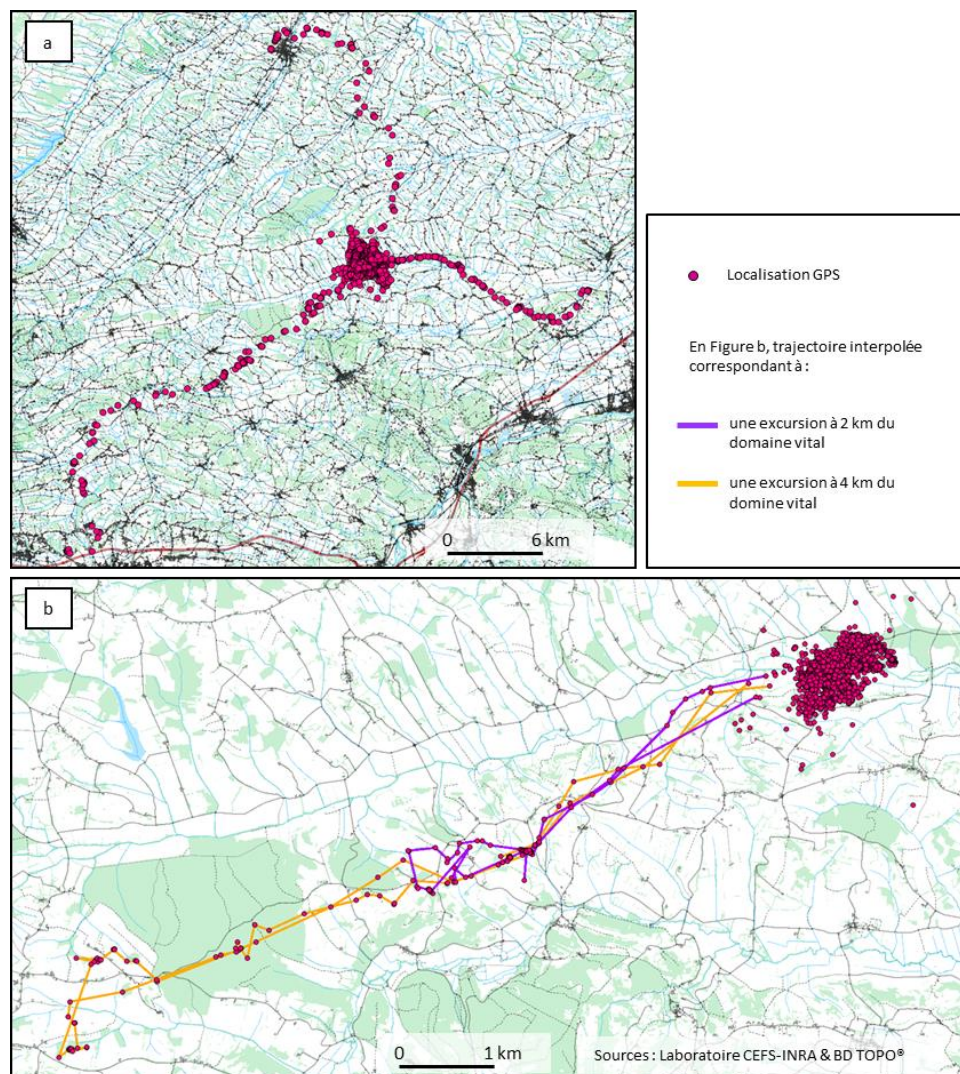 a
0 6 km
Localisation GPS
En Figure b, trajectoire interpolée
correspondant à :
une excursion à 2 km du
domaine vital
une excursion à 4 km du
domine vital
b
0 1 km
Sources : Laboratoire CEFS-INRA & BD TOPO®